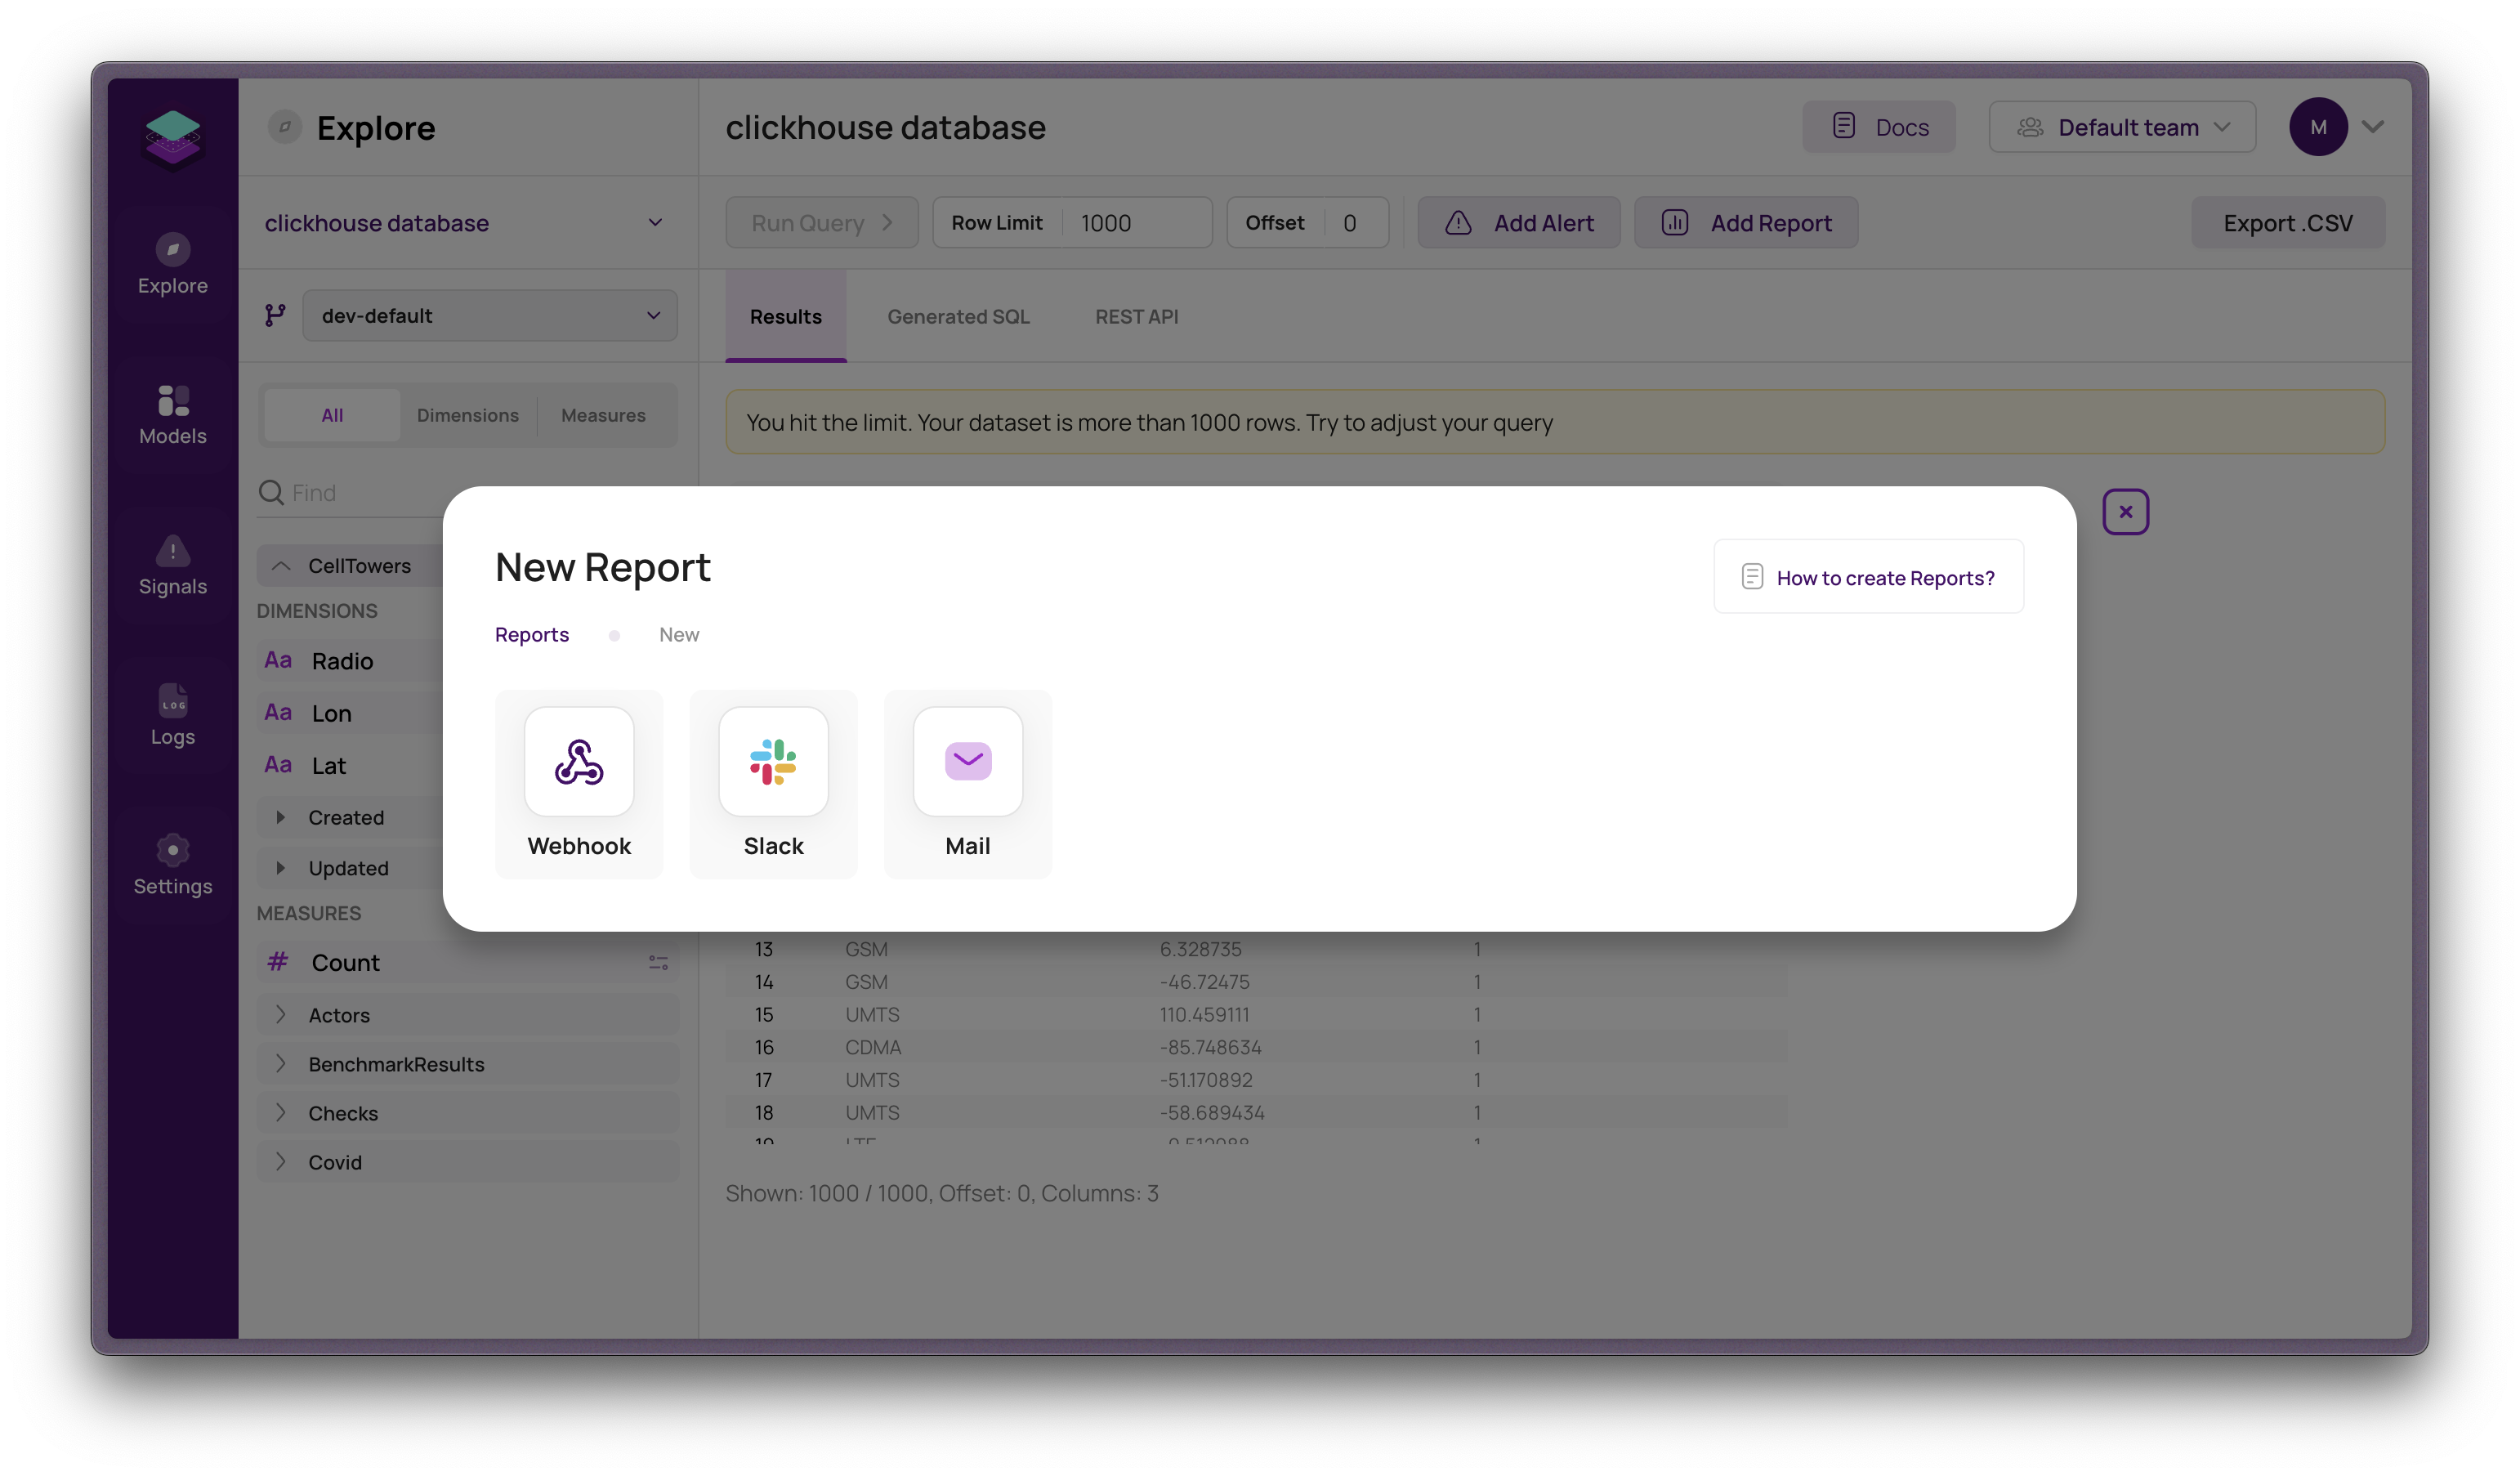 Explore
clickhouse database
Docs
Default team
M
Explore
Models
Signals
LOG
Logs
Settings
clickhouse database
dev-default
All
Dimensions
Measures
Find
CellTowers
DIMENSIONS
Aa Radio
Aa Lon
Aa Lat
Created
Updated
MEASURES
# Count
Actors
BenchmarkResults
Checks
Covid
Run Query
Row Limit 1000
Offset 0
Add Alert
Add Report
Export .CSV
Results
Generated SQL
REST API
You hit the limit. Your dataset is more than 1000 rows. Try to adjust your query
New Report
How to create Reports?
Reports
New
Webhook
Slack
Mail
13 GSM 6.328735 1
14 GSM -46.72475 1
15 UMTS 110.459111 1
16 CDMA -85.748634 1
17 UMTS -51.170892 1
18 UMTS -58.689434 1
Shown: 1000 / 1000, Offset: 0, Columns: 3